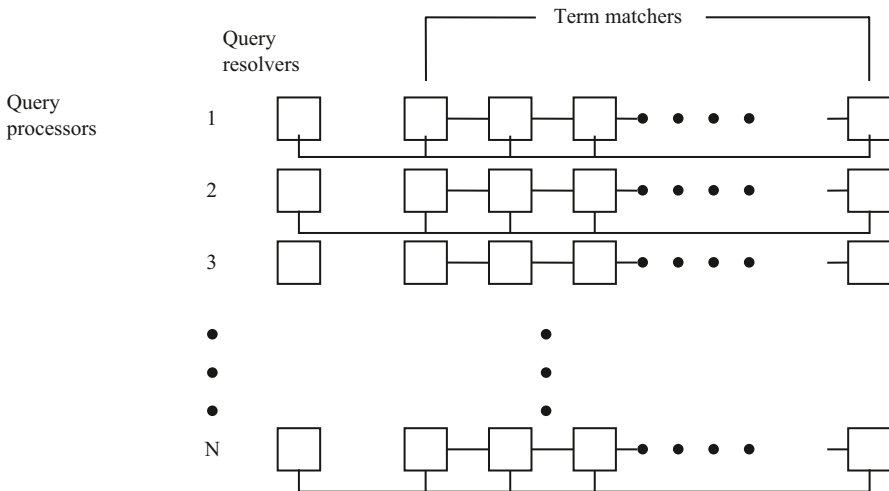 Term matchers
Query
resolvers
Query
processors
1
2
3
N